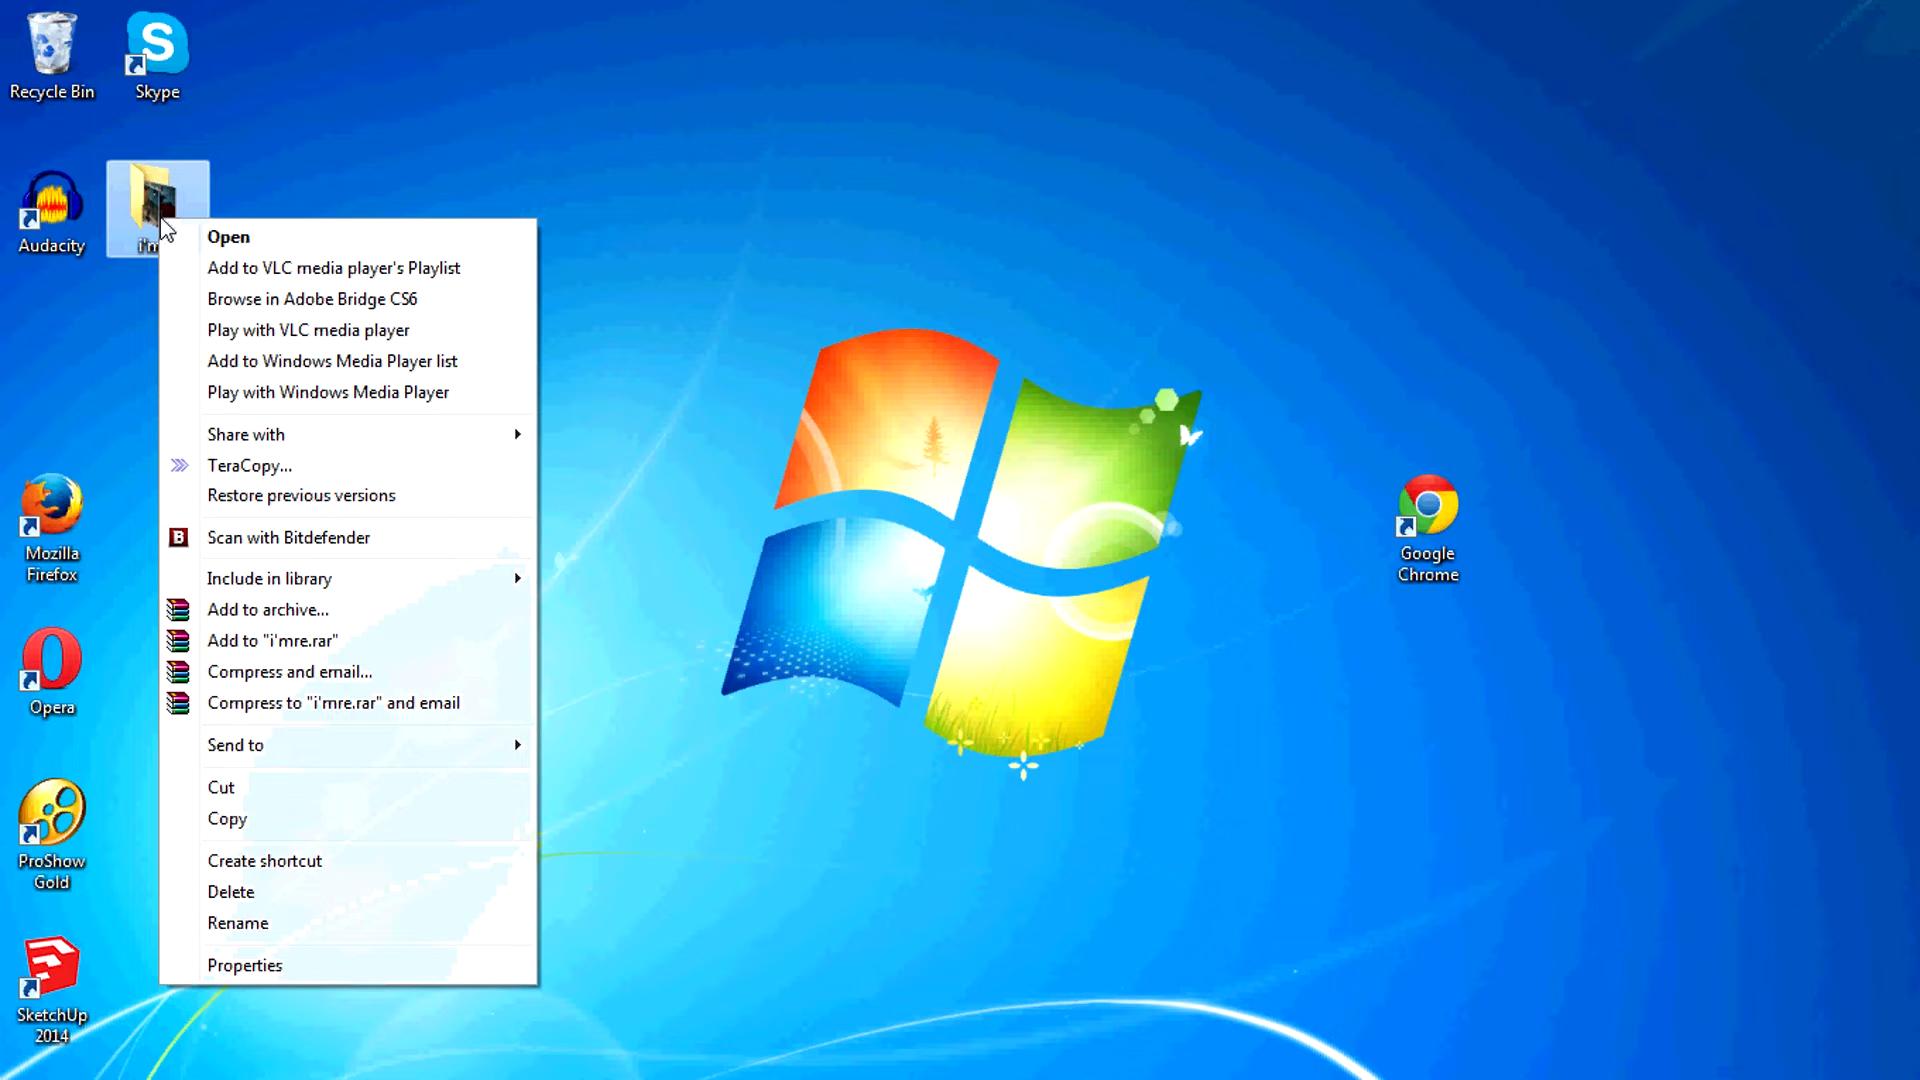 Recycle Bin
Skype
Audacity
Open
Add to VLC media player's Playlist
Browse in Adobe Bridge CS6
Play with VLC media player
Add to Windows Media Player list
Play with Windows Media Player
Share with
TeraCopy...
Restore previous versions
Scan with Bitdefender
Include in library
Add to archive...
Add to "i'mre.rar"
Compress and email...
Compress to "i'mre.rar" and email
Send to
Cut
Copy
Create shortcut
Delete
Rename
Properties
Mozilla
Firefox
Opera
ProShow
Gold
SketchUp
2014
Google
Chrome